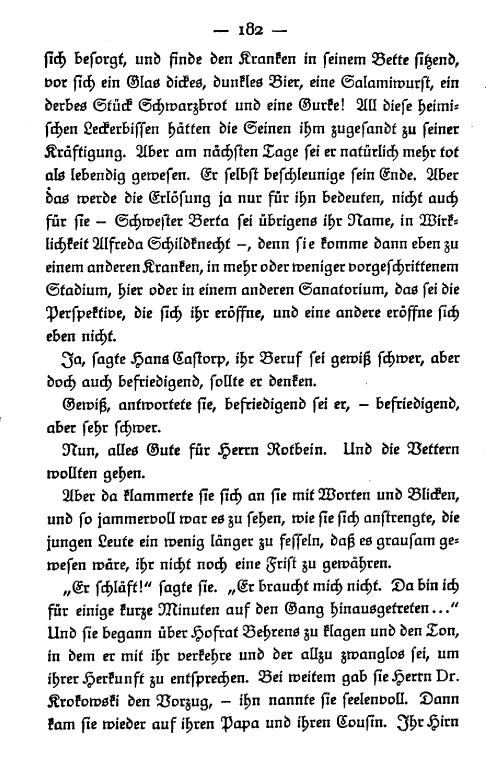 — 182 —
sich besorgt, und finde den Kranken in seinem Bette sitzend,
vor sich ein Glas dickes, dunkles Bier, eine Salamiwurst, ein
derbes Stück Schwarzbrot und eine Gurke! All diese heimi-
schen Leckerbissen hätten die Seinen ihm zugesandt zu seiner
Kräftigung. Aber am nächsten Tage sei er natürlich mehr tot
als lebendig gewesen. Er selbst beschleunige sein Ende. Aber
das werde die Erlösung ja nur für ihn bedeuten, nicht auch
für sie – Schwester Berta sei übrigens ihr Name, in Wirk-
lichkeit Alfreda Schildknecht –, denn sie komme dann eben zu
einem anderen Kranken, in mehr oder weniger vorgeschrittenem
Stadium, hier oder in einem anderen Sanatorium, das sei die
Perspektive, die sich ihr eröffne, und eine andere eröffne sich
eben nicht.
Ja, sagte Hans Castorp, ihr Beruf sei gewiß schwer, aber
doch auch befriedigend, sollte er denken.
Gewiß, antwortete sie, befriedigend sei er, – befriedigend,
aber sehr schwer.
Nun, alles Gute für Herrn Rotbein. Und die Vettern
wollten gehen.
Aber da klammerte sie sich an sie mit Worten und Blicken,
und so jammervoll war es zu sehen, wie sie sich anstrengte, die
jungen Leute ein wenig länger zu fesseln, daß es grausam ge-
wesen wäre, ihr nicht noch eine Frist zu gewähren.
„Er schläft!“ sagte sie. „Er braucht mich nicht. Da bin ich
für einige kurze Minuten auf den Gang hinausgetreten...“
Und sie begann über Hofrat Behrens zu klagen und den Ton,
in dem er mit ihr verkehre und der allzu zwanglos sei, um
ihrer Herkunft zu entsprechen. Bei weitem gab sie Herrn Dr.
Krokowski den Vorzug, – ihn nannte sie seelenvoll. Dann
kam sie wieder auf ihren Papa und ihren Cousin. Ihr Hirn